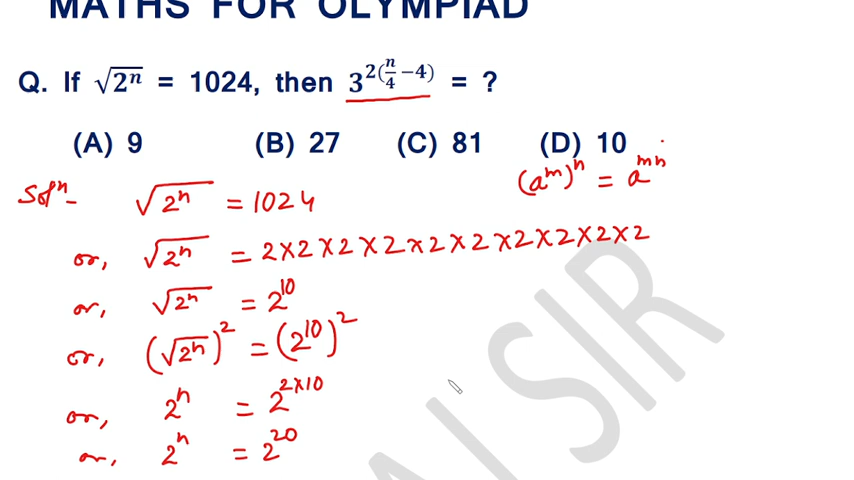 MATHS FOR OLYMPIAD
Q. If √2ⁿ = 1024, then 3^2(n/4 −4) = ?
(A) 9 (B) 27 (C) 81 (D) 10
Solⁿ- √2ⁿ = 1024 (aᵐ)ⁿ = aᵐⁿ
or, √2ⁿ = 2×2×2×2×2×2×2×2×2×2
or, √2ⁿ = 2¹⁰
or, (√2ⁿ)² = (2¹⁰)²
or, 2ⁿ = 2^2×10
or, 2ⁿ = 2²⁰
AI SIR